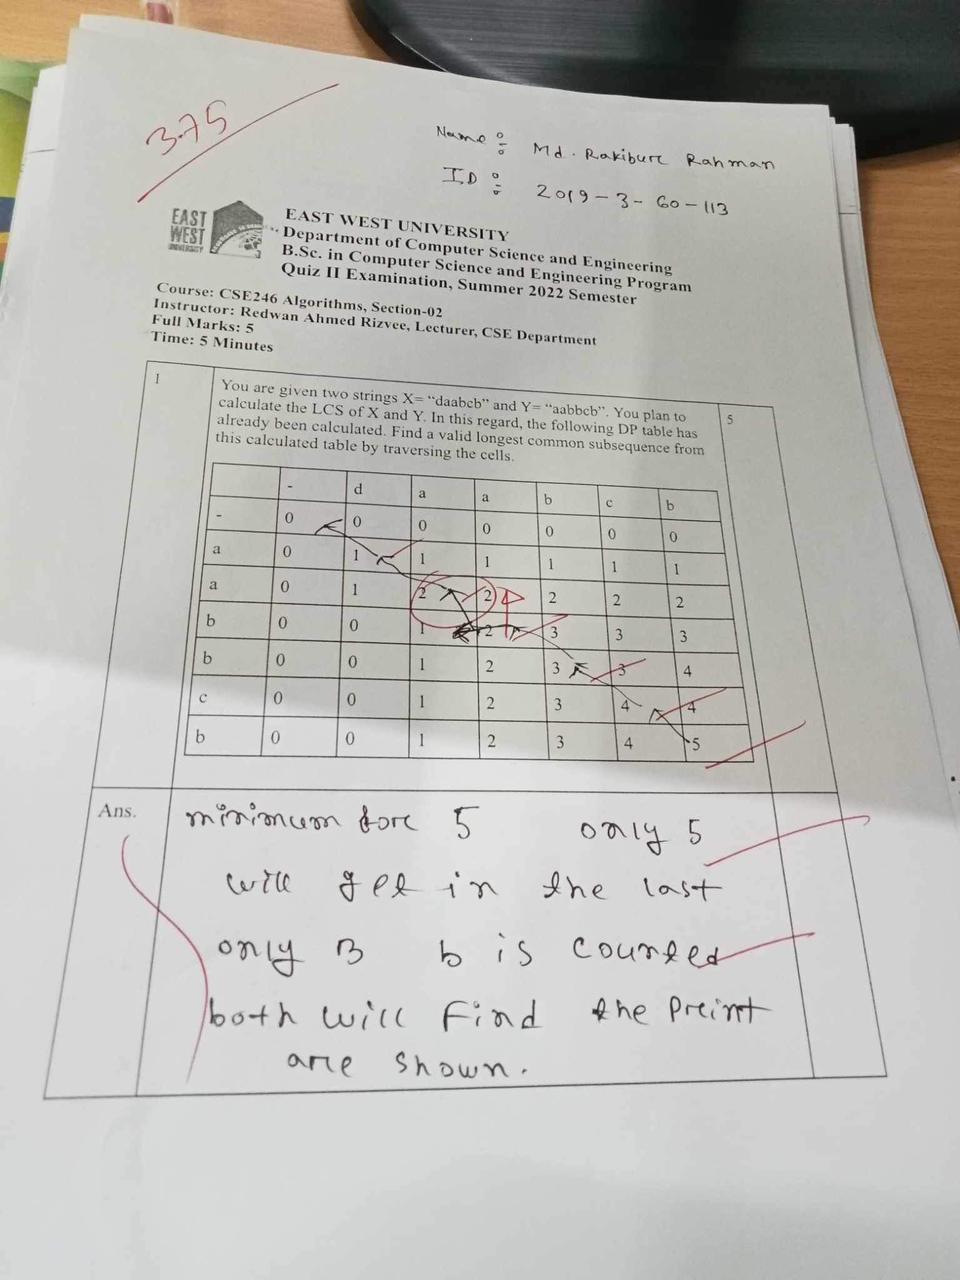 3.75
Name : Md. Rakibur Rahman
ID : 2019-3-60-113
EAST WEST UNIVERSITY
EAST WEST UNIVERSITY
Department of Computer Science and Engineering
B.Sc. in Computer Science and Engineering Program
Quiz II Examination, Summer 2022 Semester
Course: CSE246 Algorithms, Section-02
Instructor: Redwan Ahmed Rizvee, Lecturer, CSE Department
Full Marks: 5
Time: 5 Minutes
1 You are given two strings X= “daabcb” and Y= “aabbcb”. You plan to 5
calculate the LCS of X and Y. In this regard, the following DP table has
already been calculated. Find a valid longest common subsequence from
this calculated table by traversing the cells.
- d a a b c b
- 0 0 0 0 0 0 0
a 0 1 1 1 1 1 1
a 0 1 2 2 2 2 2
b 0 0 1 2 3 3 3
b 0 0 1 2 3 3 4
c 0 0 1 2 3 4 4
b 0 0 1 2 3 4 5
Ans. minimum for 5 only 5
will get in the last
only B b is counted
both will find the
are shown.